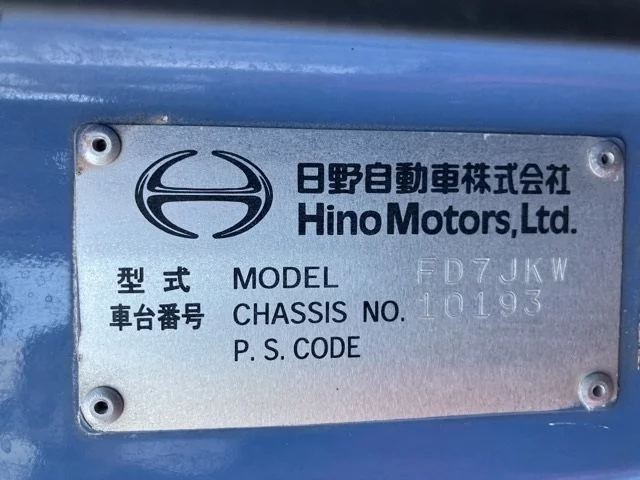 日野自動車株式会社
Hino Motors, Ltd.
型式 MODEL FD7JKW
車台番号 CHASSIS NO. 10193
P.S.CODE